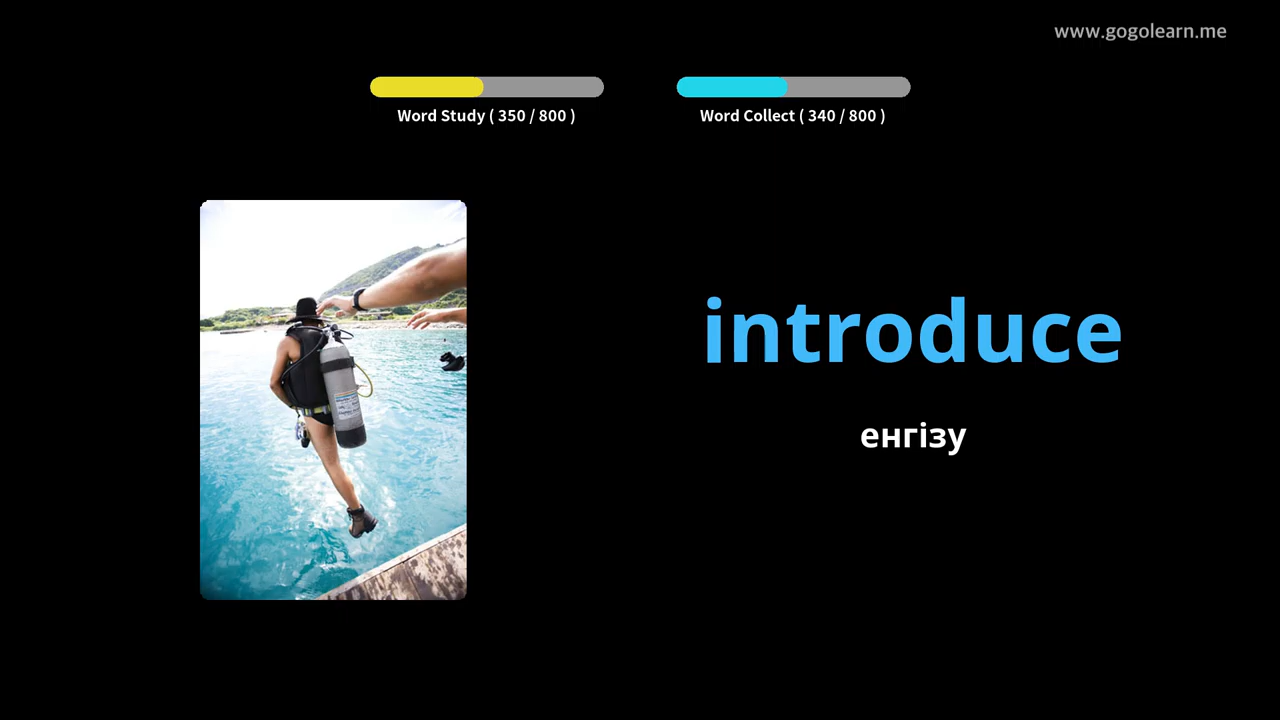 www.gogolearn.me
Word Study ( 350 / 800 )
Word Collect ( 340 / 800 )
introduce
енгізу